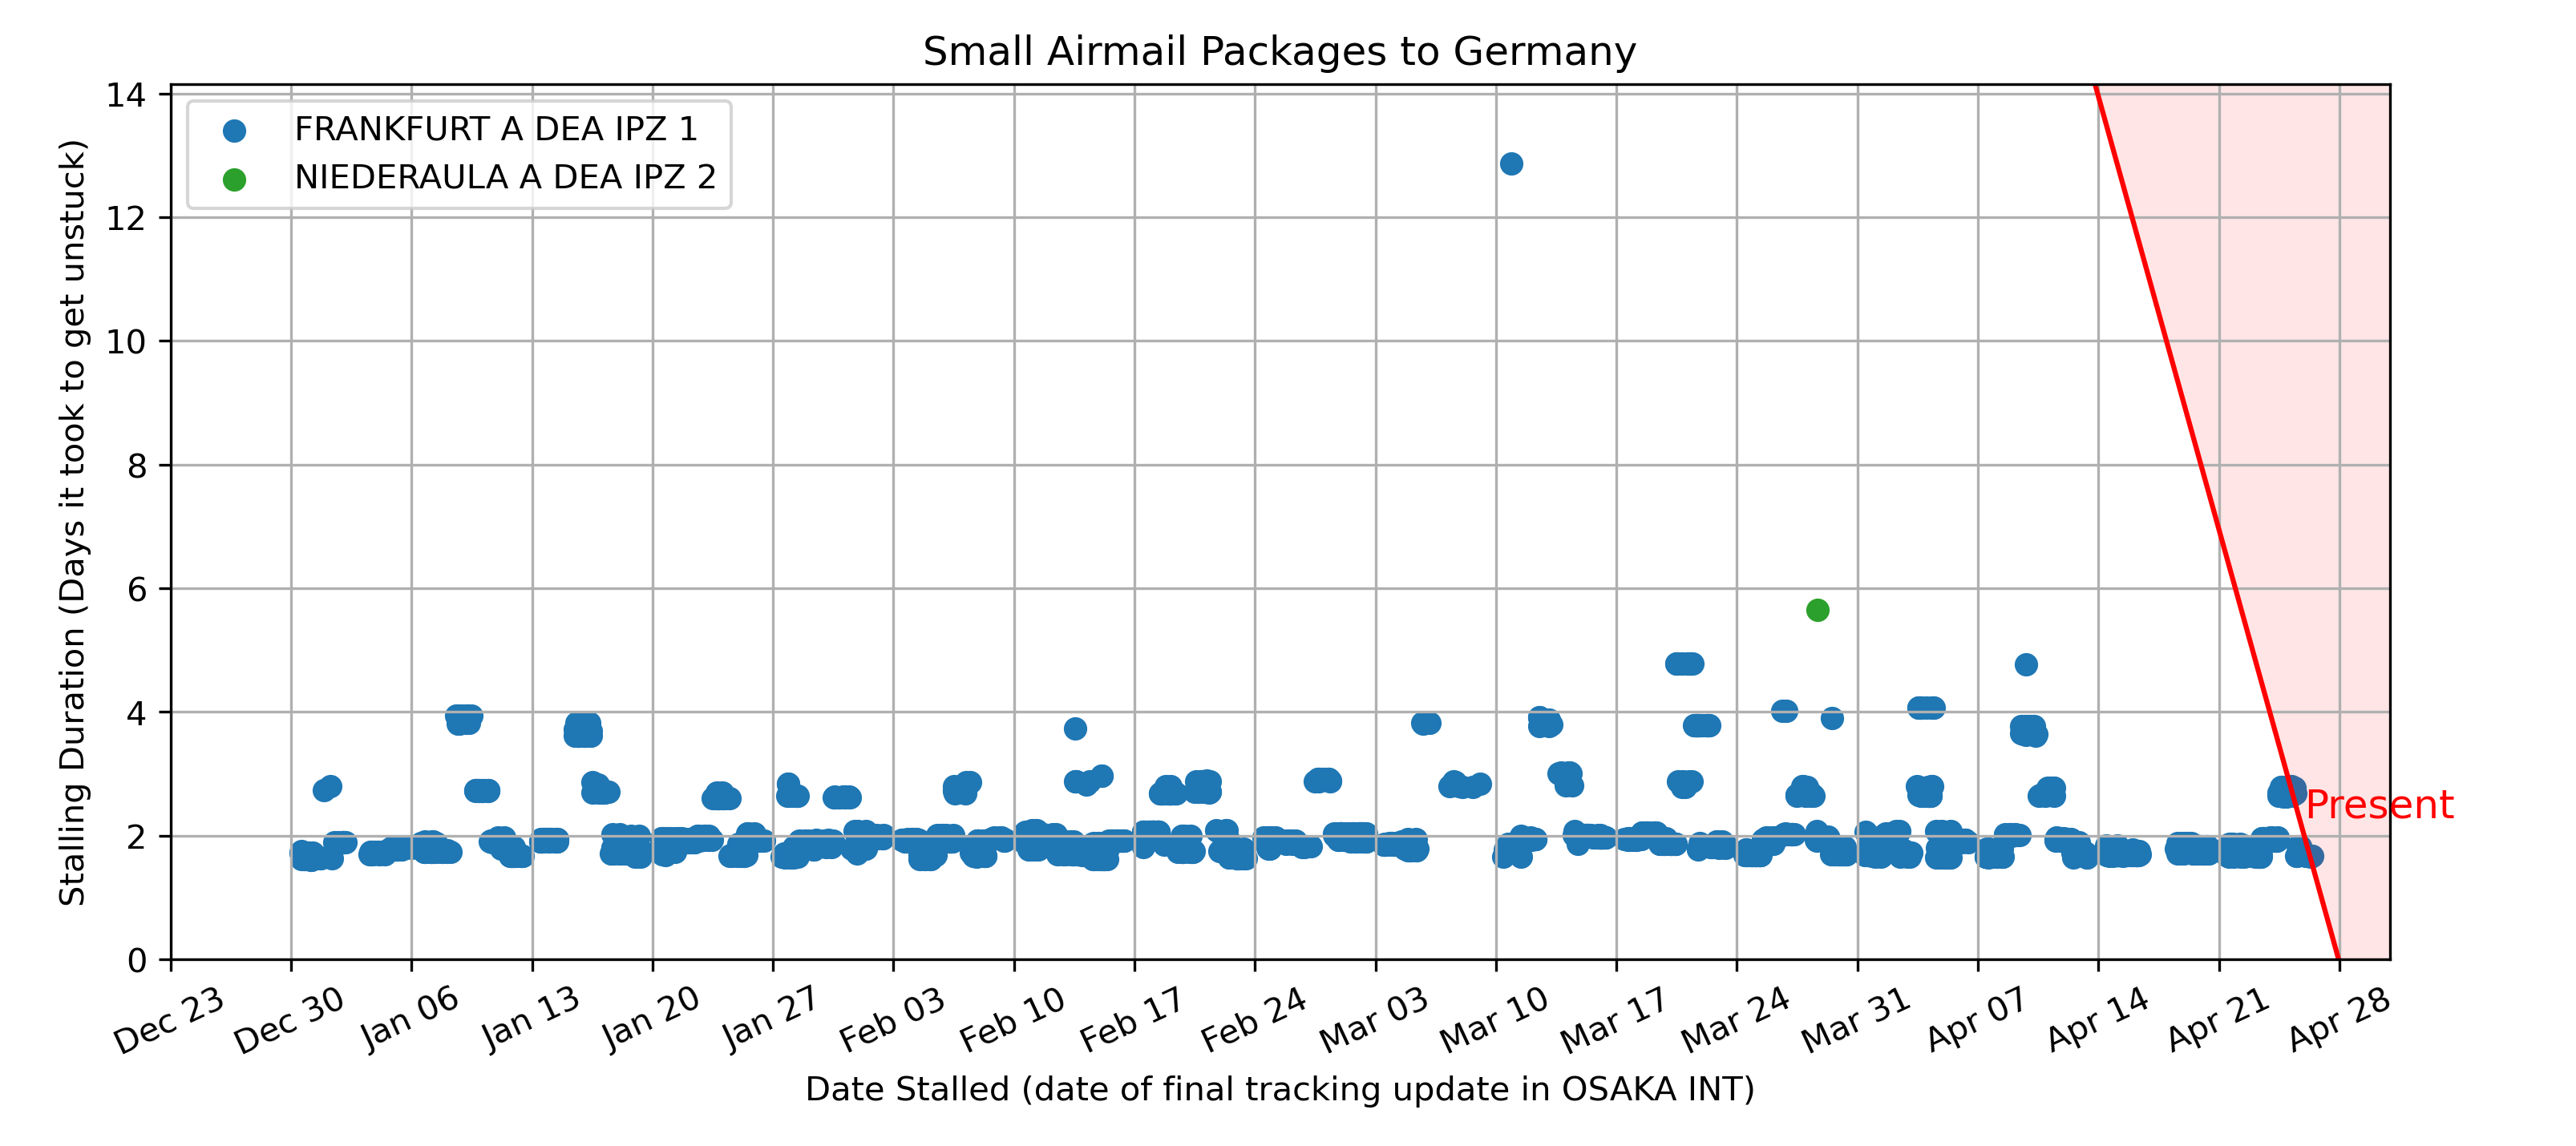 Small Airmail Packages to Germany
FRANKFURT A DEA IPZ 1
NIEDERAULA A DEA IPZ 2
Stalling Duration (Days it took to get unstuck)
14
12
10
8
6
4
2
0
Present
Dec 23
Dec 30
Jan 06
Jan 13
Jan 20
Jan 27
Feb 03
Feb 10
Feb 17
Feb 24
Mar 03
Mar 10
Mar 17
Mar 24
Mar 31
Apr 07
Apr 14
Apr 21
Apr 28
Date Stalled (date of final tracking update in OSAKA INT)